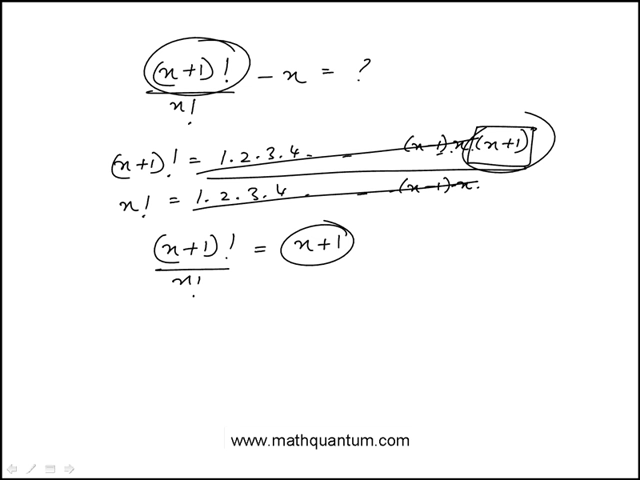 (n+1)! / n! - n = ?
(n+1)! = 1.2.3.4. - (n-1).n.(n+1)
n! = 1.2.3.4. - (n-1).n.
(n+1)! / n! = n+1
www.mathquantum.com